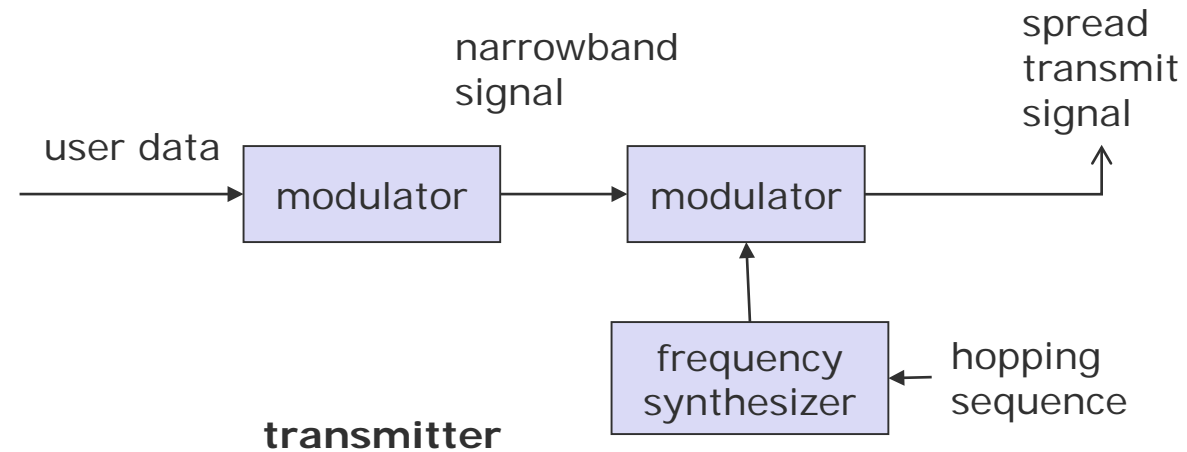 spread
transmit
signal
narrowband
signal
user data
modulator
modulator
frequency
synthesizer
hopping
sequence
transmitter